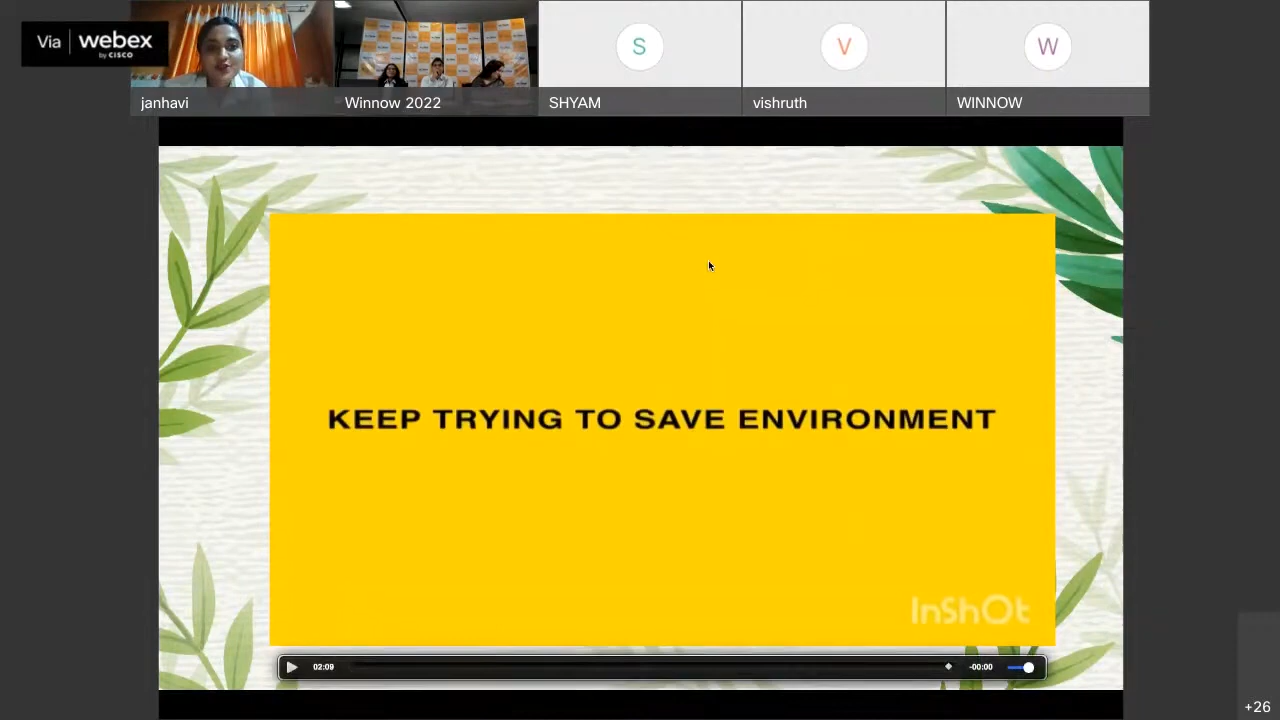 Via webex
by CISCO
janhavi
Winnow 2022
SHYAM
vishruth
WINNOW
S
V
W
KEEP TRYING TO SAVE ENVIRONMENT
InShOt
02:09
-00:00
+26